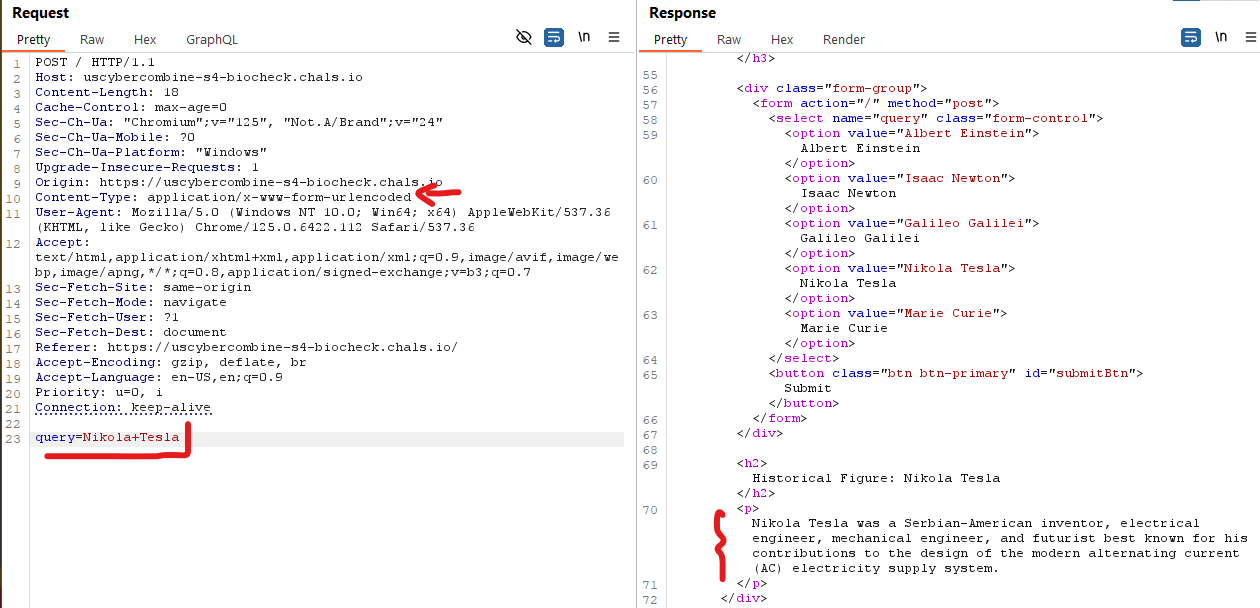 Request
Pretty Raw Hex GraphQL \n
1 POST / HTTP/1.1
2 Host: uscybercombine-s4-biocheck.chals.io
3 Content-Length: 18
4 Cache-Control: max-age=0
5 Sec-Ch-Ua: "Chromium";v="125", "Not.A/Brand";v="24"
6 Sec-Ch-Ua-Mobile: ?0
7 Sec-Ch-Ua-Platform: "Windows"
8 Upgrade-Insecure-Requests: 1
9 Origin: https://uscybercombine-s4-biocheck.chals.io
10 Content-Type: application/x-www-form-urlencoded
11 User-Agent: Mozilla/5.0 (Windows NT 10.0; Win64; x64) AppleWebKit/537.36
(KHTML, like Gecko) Chrome/125.0.6422.112 Safari/537.36
12 Accept:
text/html,application/xhtml+xml,application/xml;q=0.9,image/avif,image/we
bp,image/apng,*/*;q=0.8,application/signed-exchange;v=b3;q=0.7
13 Sec-Fetch-Site: same-origin
14 Sec-Fetch-Mode: navigate
15 Sec-Fetch-User: ?1
16 Sec-Fetch-Dest: document
17 Referer: https://uscybercombine-s4-biocheck.chals.io/
18 Accept-Encoding: gzip, deflate, br
19 Accept-Language: en-US,en;q=0.9
20 Priority: u=0, i
21 Connection: keep-alive
22
23 query=Nikola+Tesla
Response
Pretty Raw Hex Render \n
</h3>
55
56 <div class="form-group">
57 <form action="/" method="post">
58 <select name="query" class="form-control">
59 <option value="Albert Einstein">
Albert Einstein
</option>
60 <option value="Isaac Newton">
Isaac Newton
</option>
61 <option value="Galileo Galilei">
Galileo Galilei
</option>
62 <option value="Nikola Tesla">
Nikola Tesla
</option>
63 <option value="Marie Curie">
Marie Curie
</option>
64 </select>
65 <button class="btn btn-primary" id="submitBtn">
Submit
</button>
66 </form>
67 </div>
68
69 <h2>
Historical Figure: Nikola Tesla
</h2>
70 <p>
Nikola Tesla was a Serbian-American inventor, electrical
engineer, mechanical engineer, and futurist best known for his
contributions to the design of the modern alternating current
(AC) electricity supply system.
71 </p>
72 </div>